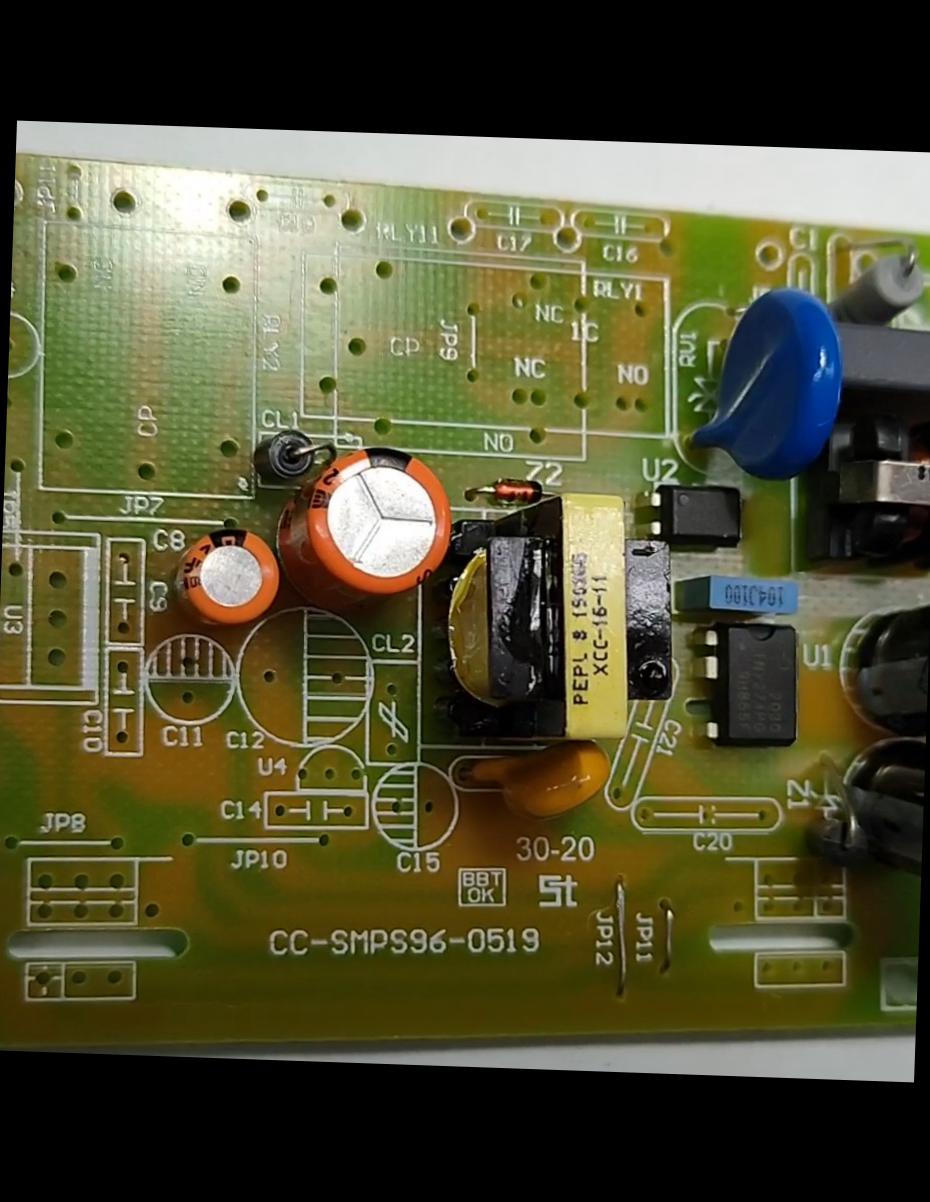 RLY11
C17
C16
C1
RLY1
NC
1C
RV1
CP
JP9
NC
NO
RLY2
CP
NO
CL1
Z2
U2
JP7
C8
C9
104J100
U3
PEPL 8
XCC-16-11
U1
CL2
C10
C11
C12
C21
U4
Z1
C14
C15
C20
JP8
JP10
30-20
BBT
OK
St
CC-SMPS96-0519
JP12
JP11